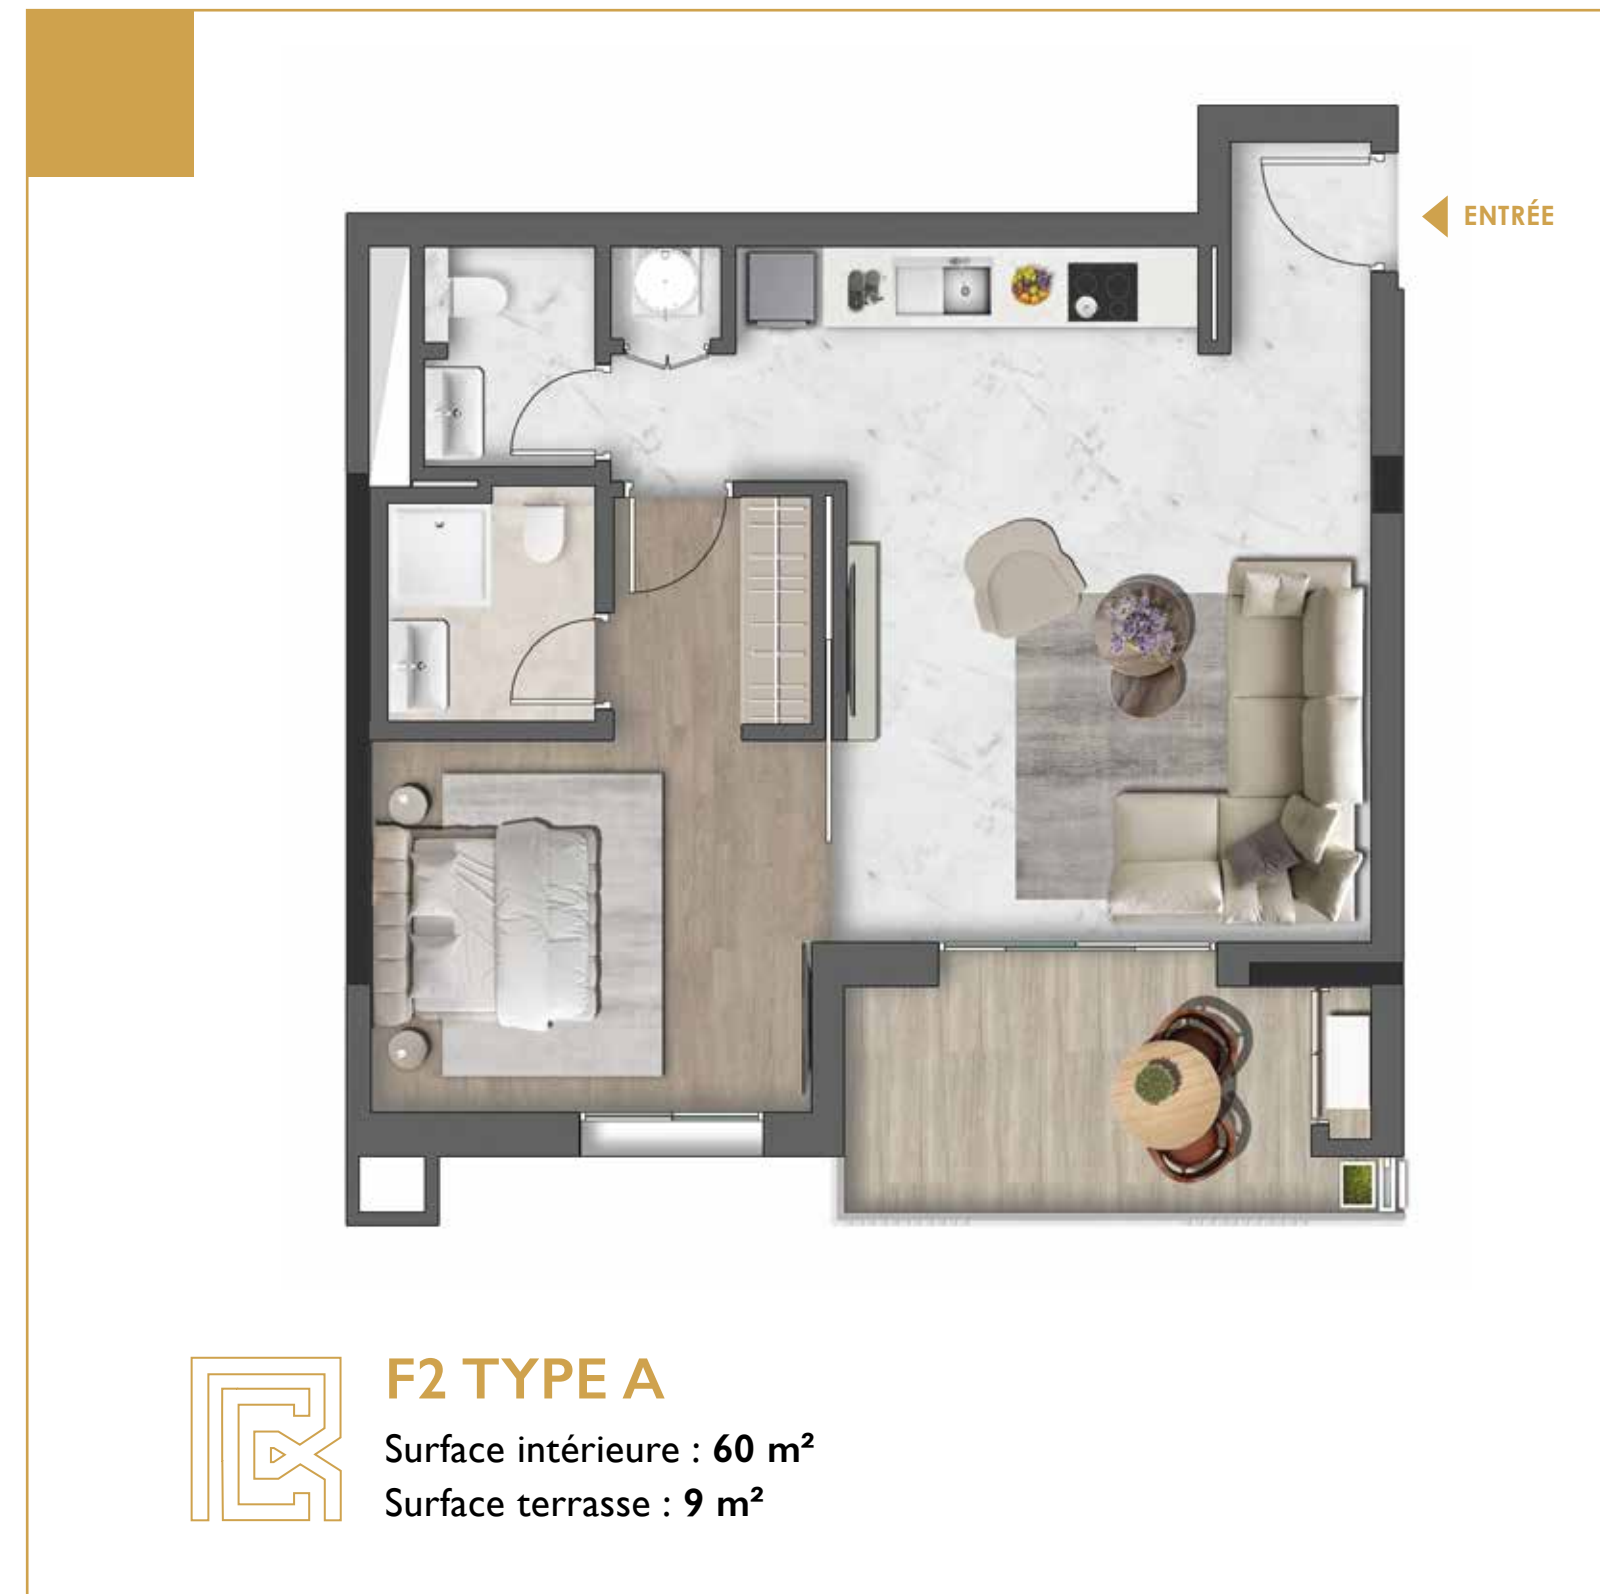 ENTRÉE
F2 TYPE A
Surface intérieure : 60 m²
Surface terrasse : 9 m²